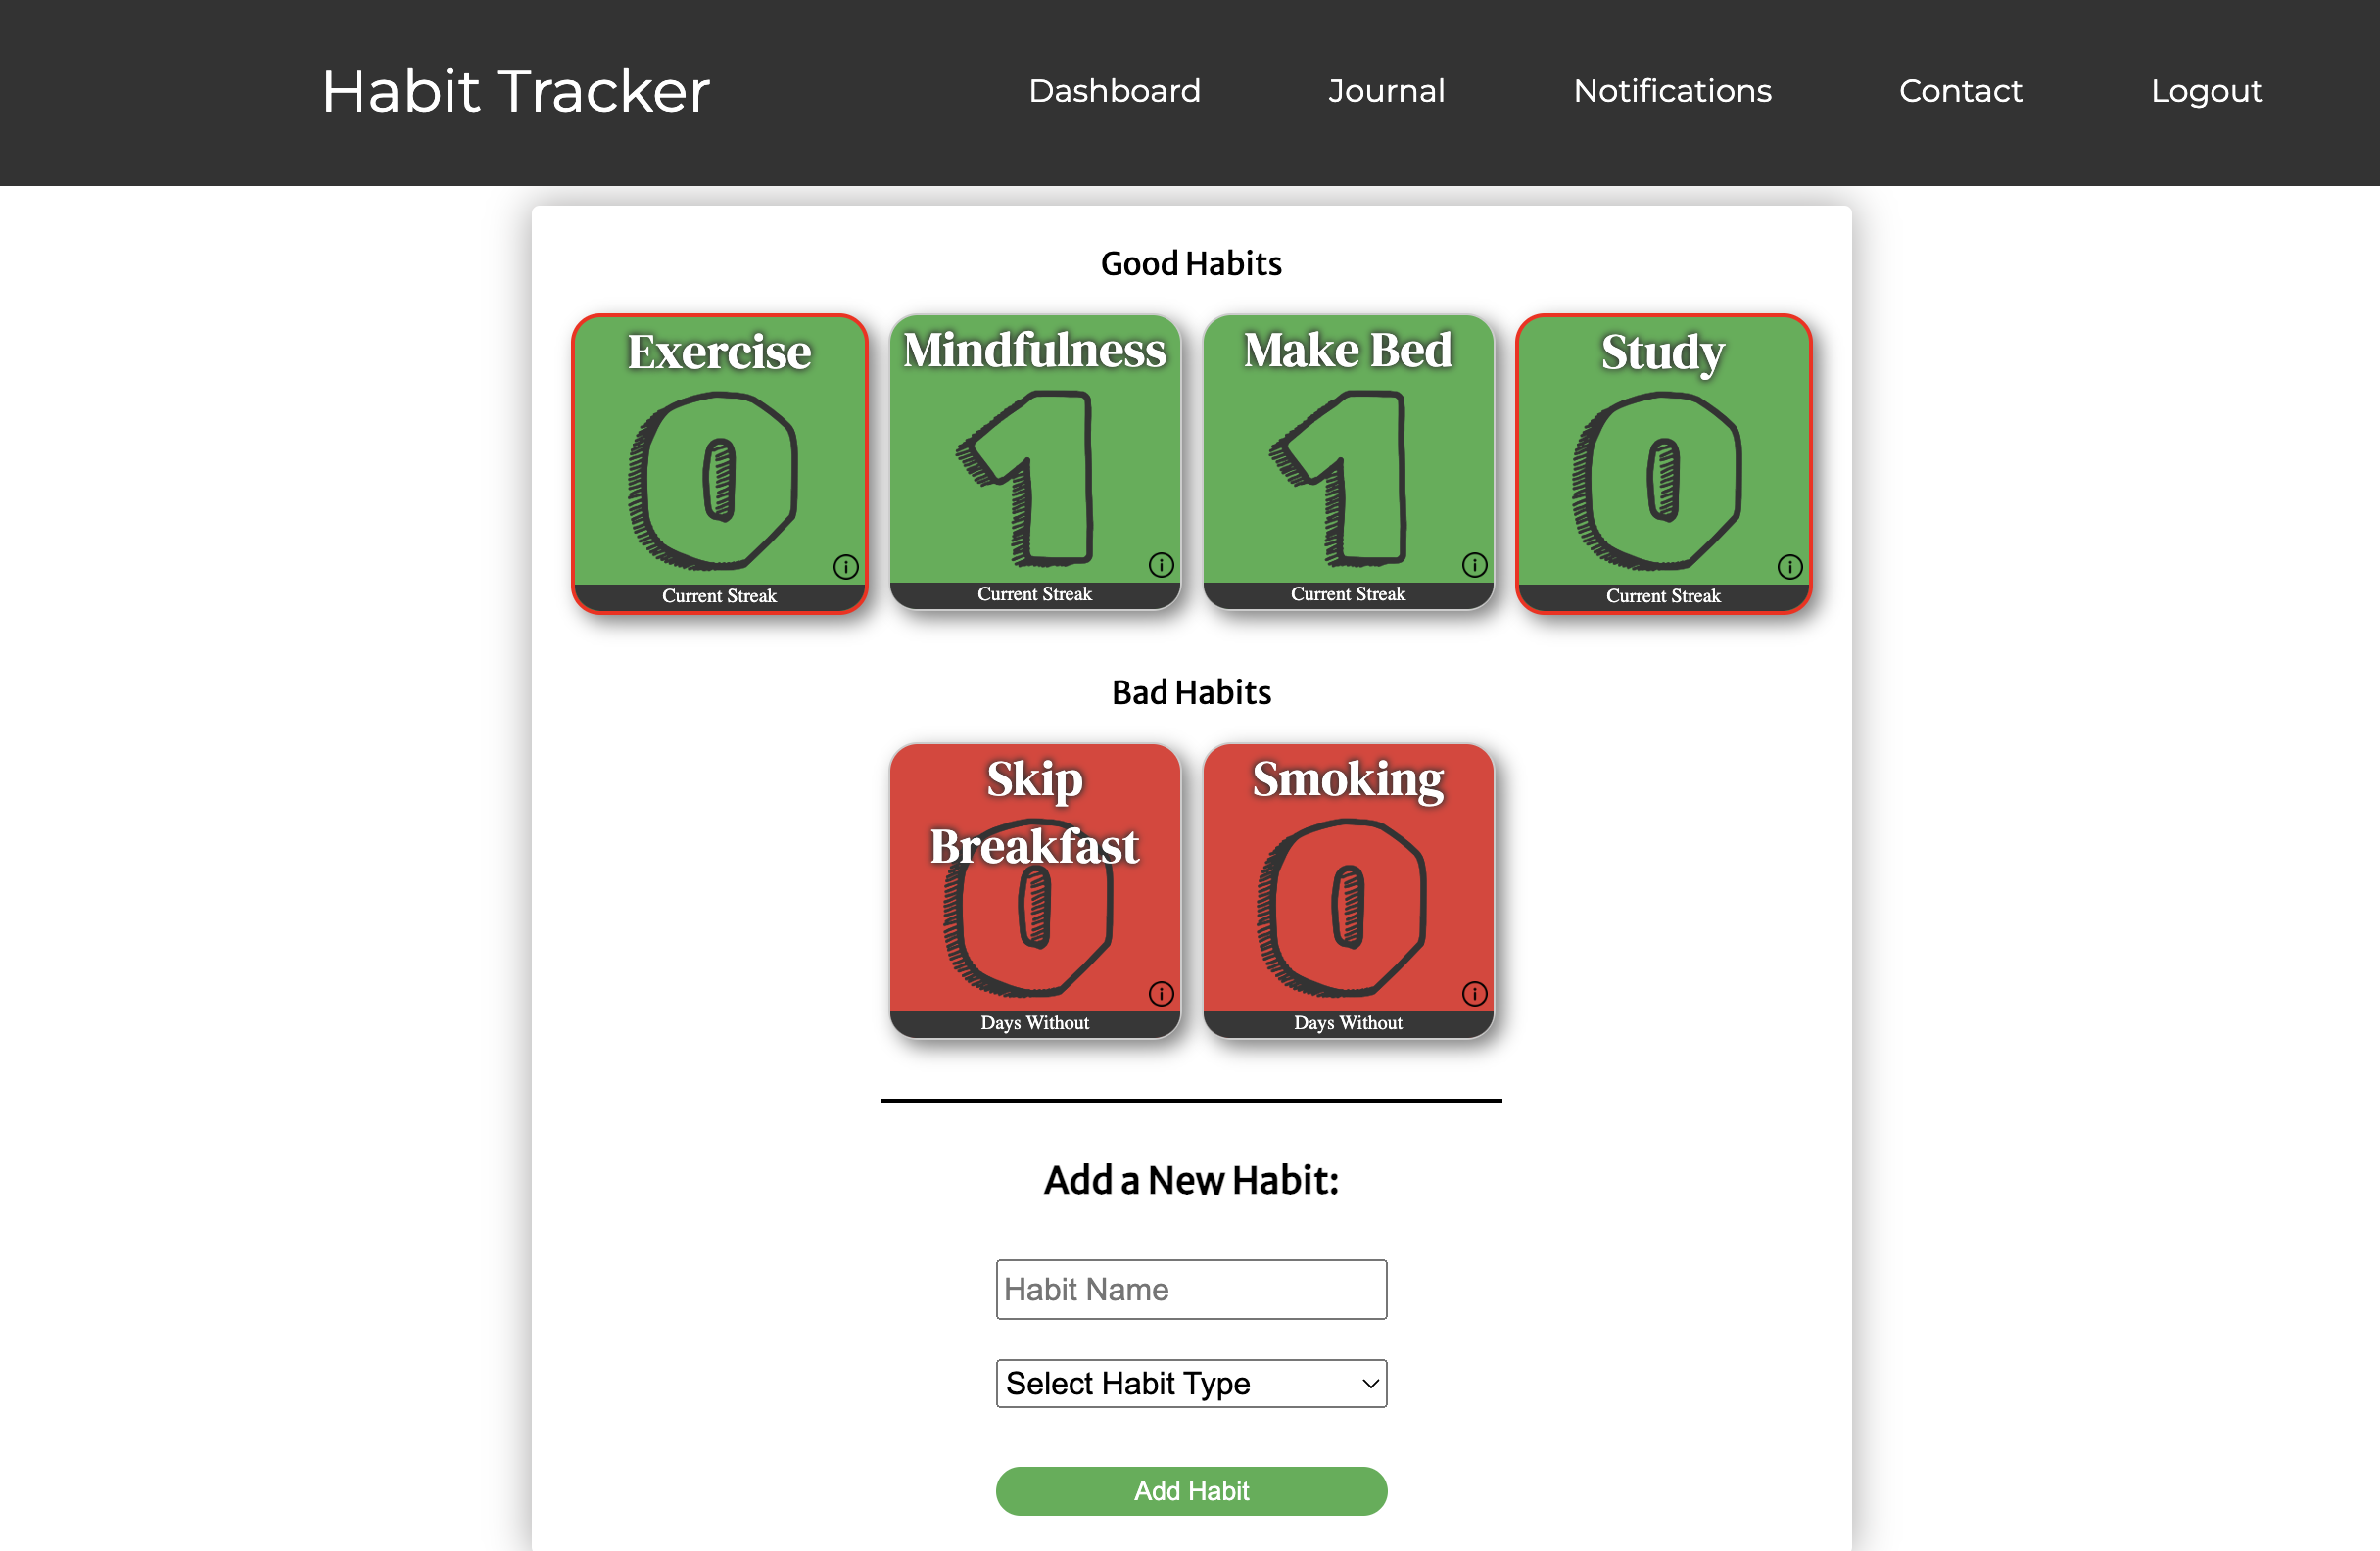 Habit Tracker
Dashboard
Journal
Notifications
Contact
Logout
Good Habits
Exercise
0
Current Streak
Mindfulness
1
Current Streak
Make Bed
1
Current Streak
Study
0
Current Streak
Bad Habits
Skip
Breakfast
0
Days Without
Smoking
0
Days Without
Add a New Habit:
Habit Name
Select Habit Type
Add Habit